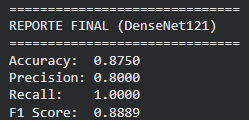 ==============================
REPORTE FINAL (DenseNet121)
==============================
Accuracy:  0.8750
Precision: 0.8000
Recall:    1.0000
F1 Score:  0.8889